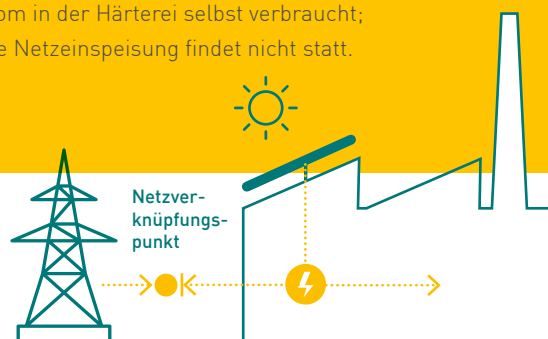 om in der Härterei selbst verbraucht;
e Netzeinspeisung findet nicht statt.
Netzver-
knüpfungs-
punkt